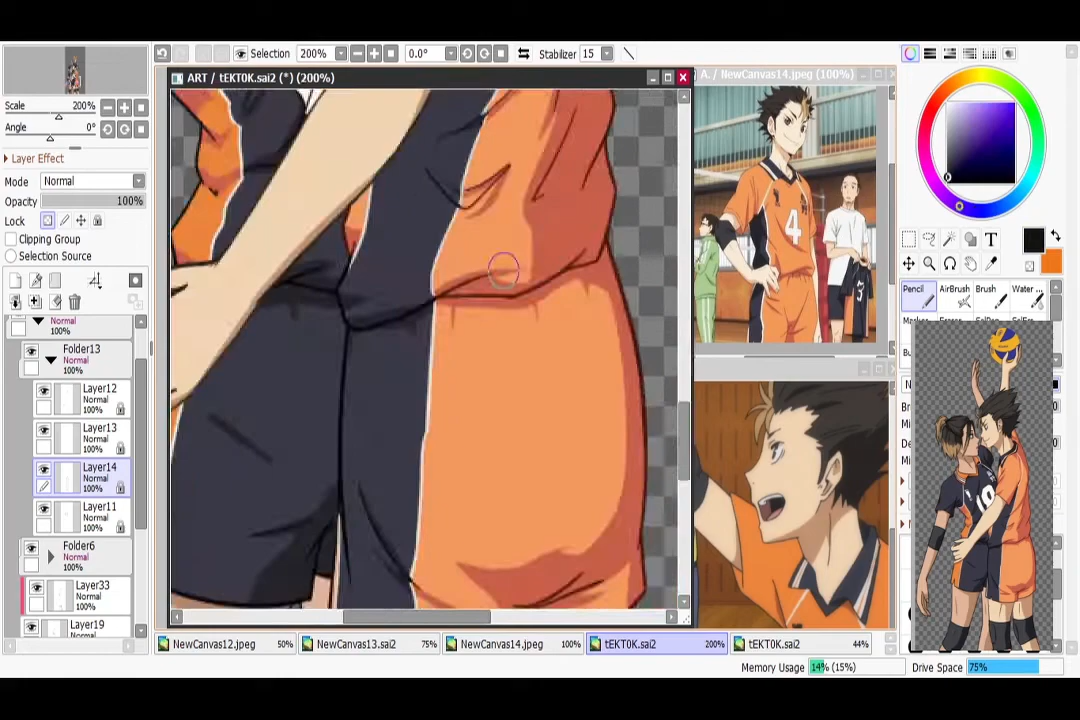 Selection 200% 0.0° Stabilizer 15
ART / tEKT0K.sai2 (*) (200%)
A. / NewCanvas14.jpeg (100%)
Scale 200%
Angle 0°
Layer Effect
Mode Normal
Opacity 100%
Lock
Clipping Group
Selection Source
Normal
100%
Folder13
Normal
100%
Layer12
Normal
100%
Layer13
Normal
100%
Layer14
Normal
100%
Layer11
Normal
100%
Folder6
Normal
100%
Layer33
Normal
100%
Layer19
Normal
4
3
10
T
Pencil AirBrush Brush Water ...
NewCanvas12.jpeg 50% NewCanvas13.sai2 75% NewCanvas14.jpeg 100% tEKT0K.sai2 200% tEKT0K.sai2 44%
Memory Usage 14% (15%) Drive Space 75%